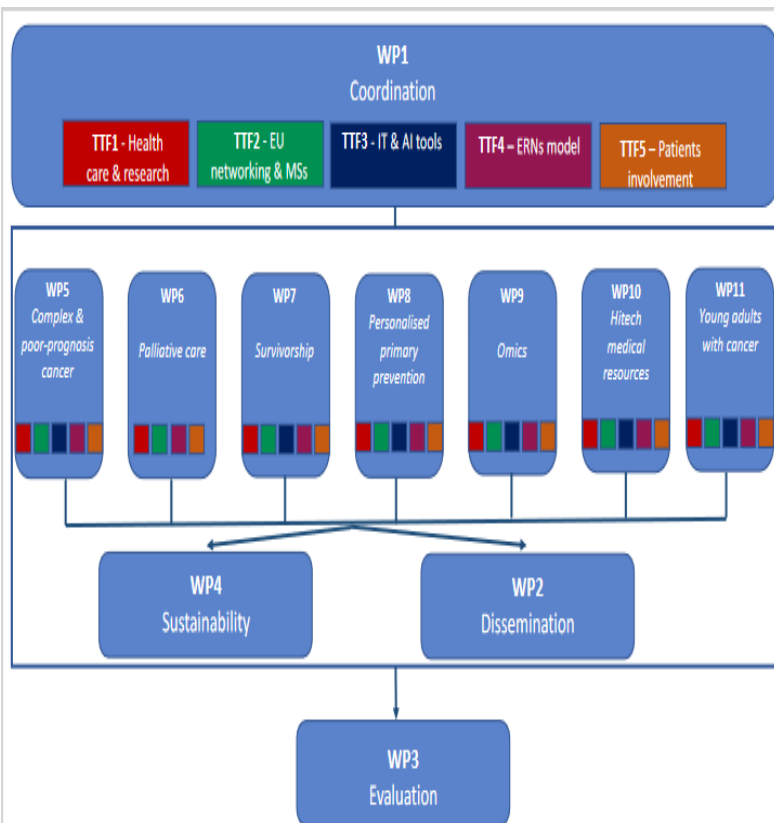 WP1
Coordination
TTF1 - Health
care & research
TTF2 - EU
networking & MSs
TTF3 - IT & AI tools
TTF4 – ERNs model
TTF5 – Patients
involvement
WP5
Complex &
poor-prognosis
cancer
WP6
Palliative care
WP7
Survivorship
WP8
Personalised
primary
prevention
WP9
Omics
WP10
Hitech
medical
resources
WP11
Young adults
with cancer
WP4
Sustainability
WP2
Dissemination
WP3
Evaluation